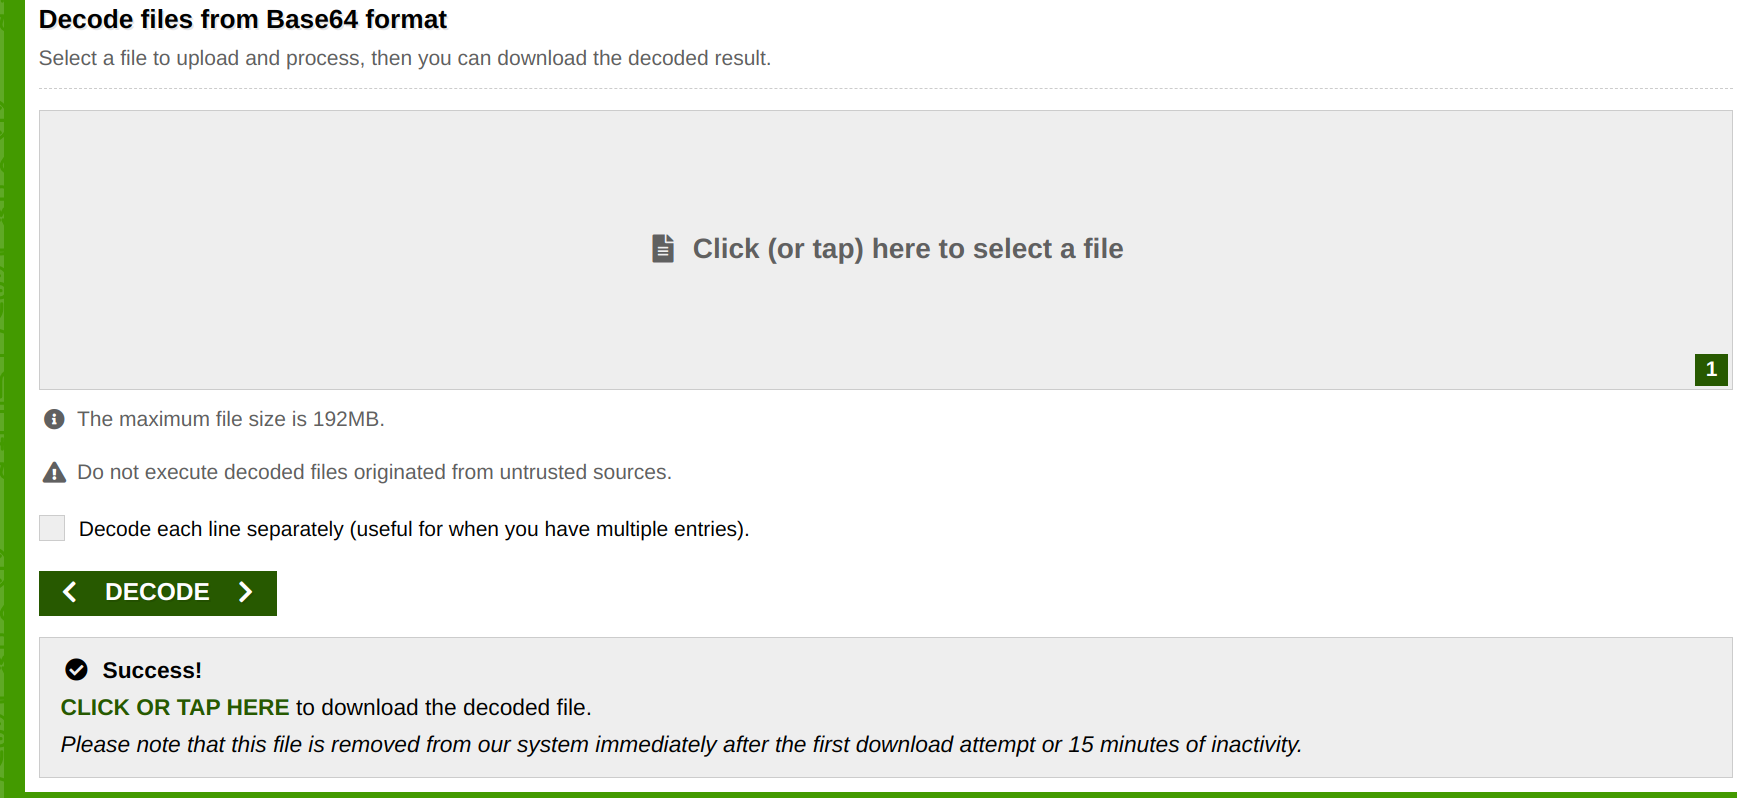 Decode files from Base64 format
Select a file to upload and process, then you can download the decoded result.
Click (or tap) here to select a file
1
The maximum file size is 192MB.
Do not execute decoded files originated from untrusted sources.
Decode each line separately (useful for when you have multiple entries).
DECODE
Success!
CLICK OR TAP HERE to download the decoded file.
Please note that this file is removed from our system immediately after the first download attempt or 15 minutes of inactivity.